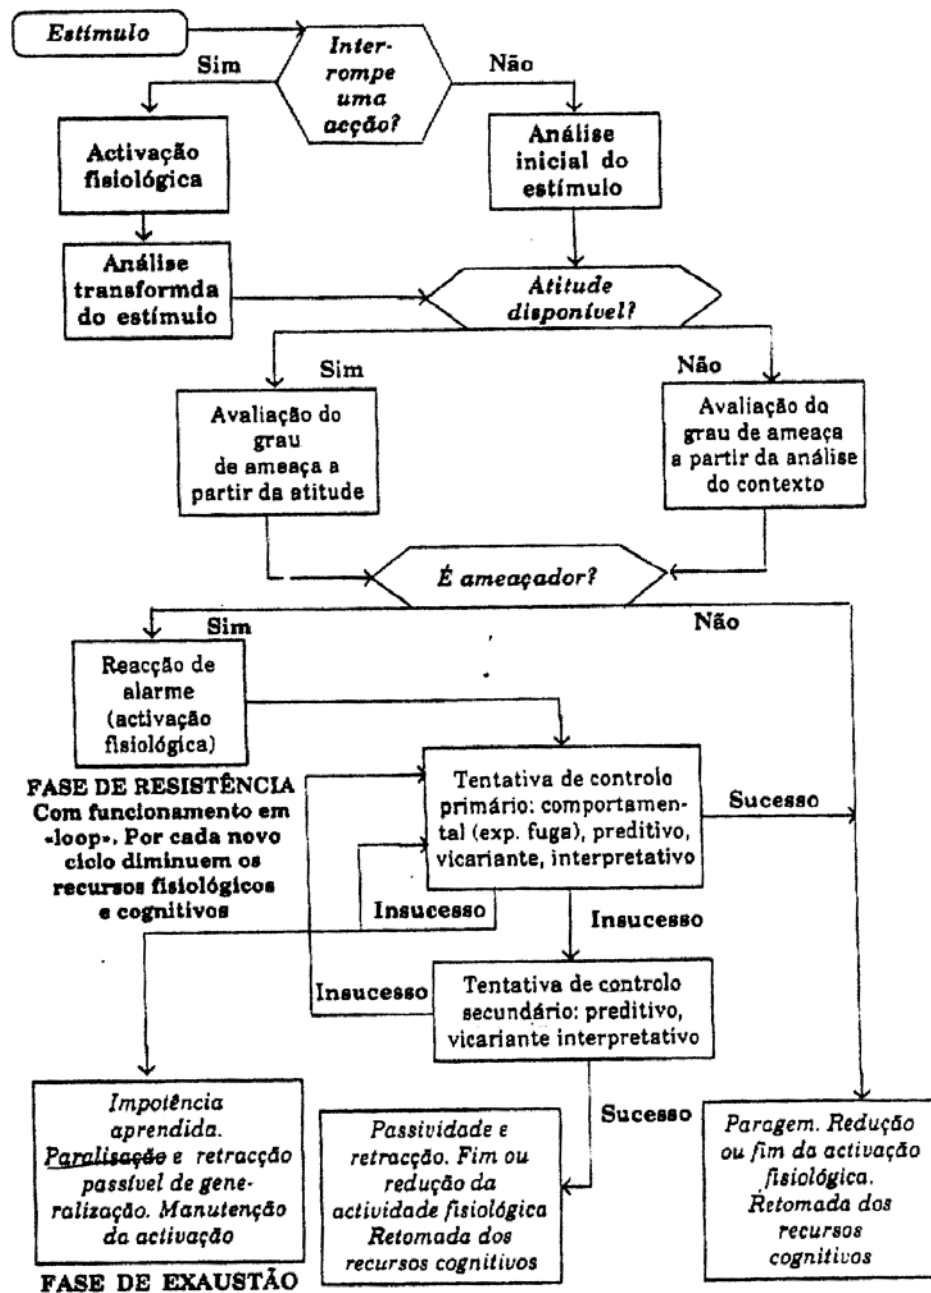 Estímulo
Inter-
rompe
uma
acção?
Sim
Não
Activação
fisiológica
Análise
inicial do
estímulo
Análise
transformda
do estímulo
Atitude
disponível?
Sim
Não
Avaliação do
grau
de ameaça a
partir da atitude
Avaliação do
grau de ameaça
a partir da análise
do contexto
É ameaçador?
Sim
Não
Reacção de
alarme
(activação
fisiológica)
FASE DE RESISTÊNCIA
Com funcionamento em
«loop». Por cada novo
ciclo diminuem os
recursos fisiológicos
e cognitivos
Tentativa de controlo
primário: comportamen-
tal (exp. fuga), preditivo,
vicariante, interpretativo
Sucesso
Insucesso
Insucesso
Insucesso
Tentativa de controlo
secundário: preditivo,
vicariante interpretativo
Sucesso
Impotência
aprendida.
Paralisação e retracção
passível de gene-
ralização. Manutenção
da activação
FASE DE EXAUSTÃO
Passividade e
retracção. Fim ou
redução da
actividade fisiológica
Retomada dos
recursos cognitivos
Paragem. Redução
ou fim da activação
fisiológica.
Retomada dos
recursos
cognitivos